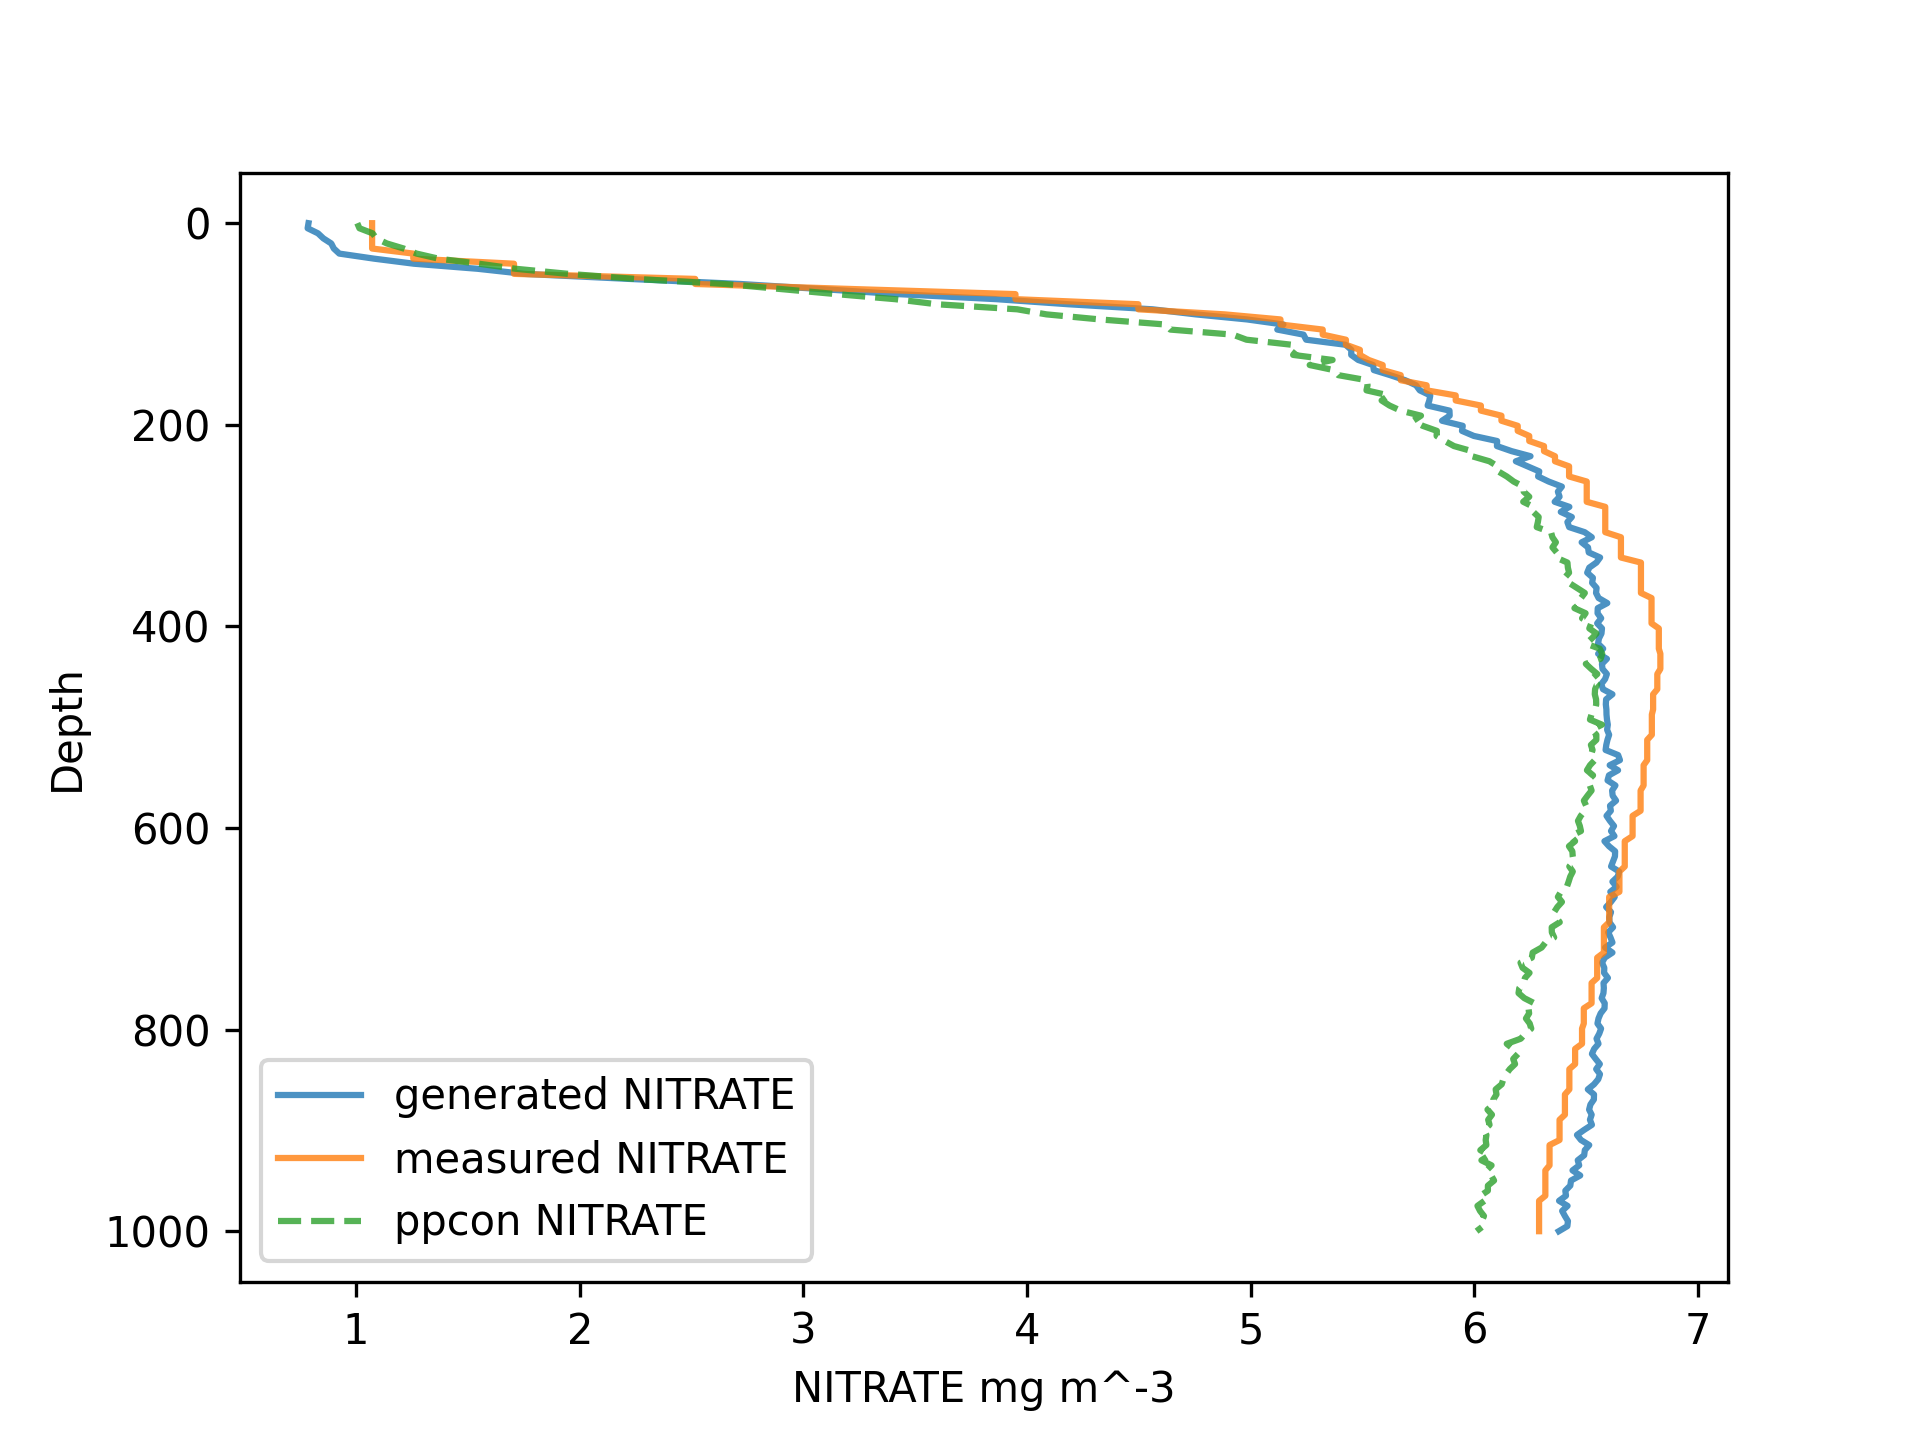 0
200
400
600
800
1000
Depth
generated NITRATE
measured NITRATE
ppcon NITRATE
1 2 3 4 5 6 7
NITRATE mg m^-3